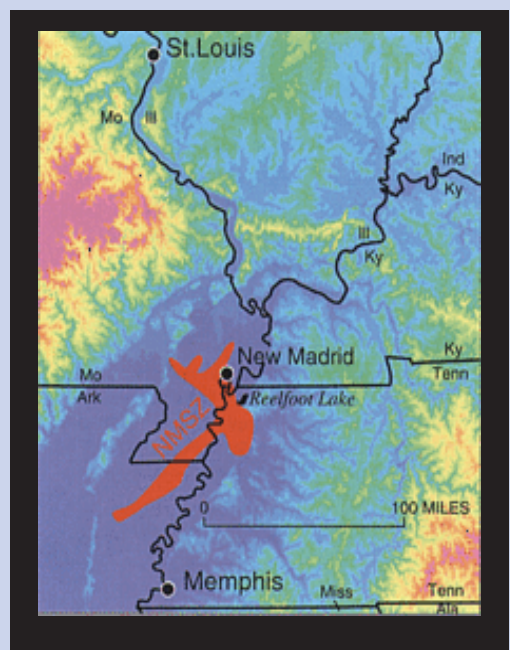 St.Louis
Mo Ill
Ind
Ky
Ill
Ky
New Madrid
Ky
Tenn
Mo
Ark
Reelfoot Lake
NMSZ
0 100 MILES
Memphis
Miss
Tenn
Ala